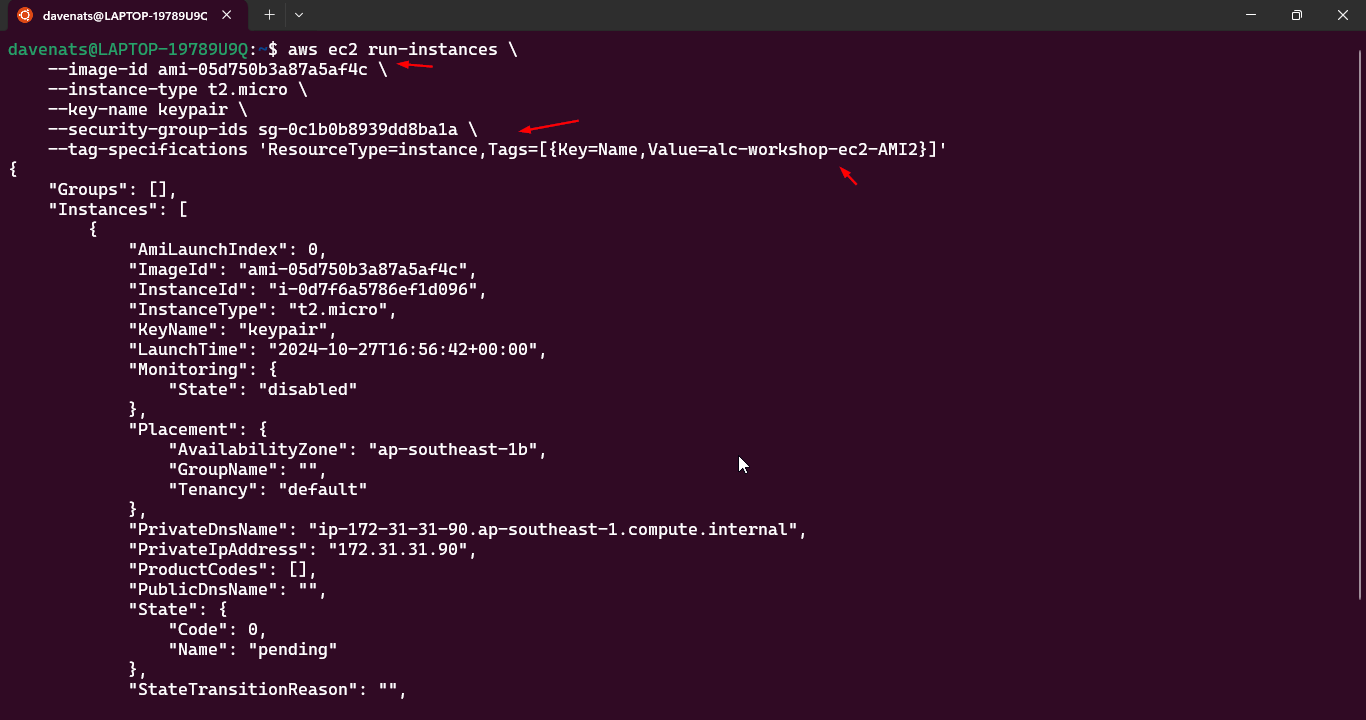 davenats@LAPTOP-19789U9C
davenats@LAPTOP-19789U9Q:~$ aws ec2 run-instances \
    --image-id ami-05d750b3a87a5af4c \
    --instance-type t2.micro \
    --key-name keypair \
    --security-group-ids sg-0c1b0b8939dd8ba1a \
    --tag-specifications 'ResourceType=instance,Tags=[{Key=Name,Value=alc-workshop-ec2-AMI2}]'
{
    "Groups": [],
    "Instances": [
        {
            "AmiLaunchIndex": 0,
            "ImageId": "ami-05d750b3a87a5af4c",
            "InstanceId": "i-0d7f6a5786ef1d096",
            "InstanceType": "t2.micro",
            "KeyName": "keypair",
            "LaunchTime": "2024-10-27T16:56:42+00:00",
            "Monitoring": {
                "State": "disabled"
            },
            "Placement": {
                "AvailabilityZone": "ap-southeast-1b",
                "GroupName": "",
                "Tenancy": "default"
            },
            "PrivateDnsName": "ip-172-31-31-90.ap-southeast-1.compute.internal",
            "PrivateIpAddress": "172.31.31.90",
            "ProductCodes": [],
            "PublicDnsName": "",
            "State": {
                "Code": 0,
                "Name": "pending"
            },
            "StateTransitionReason": "",